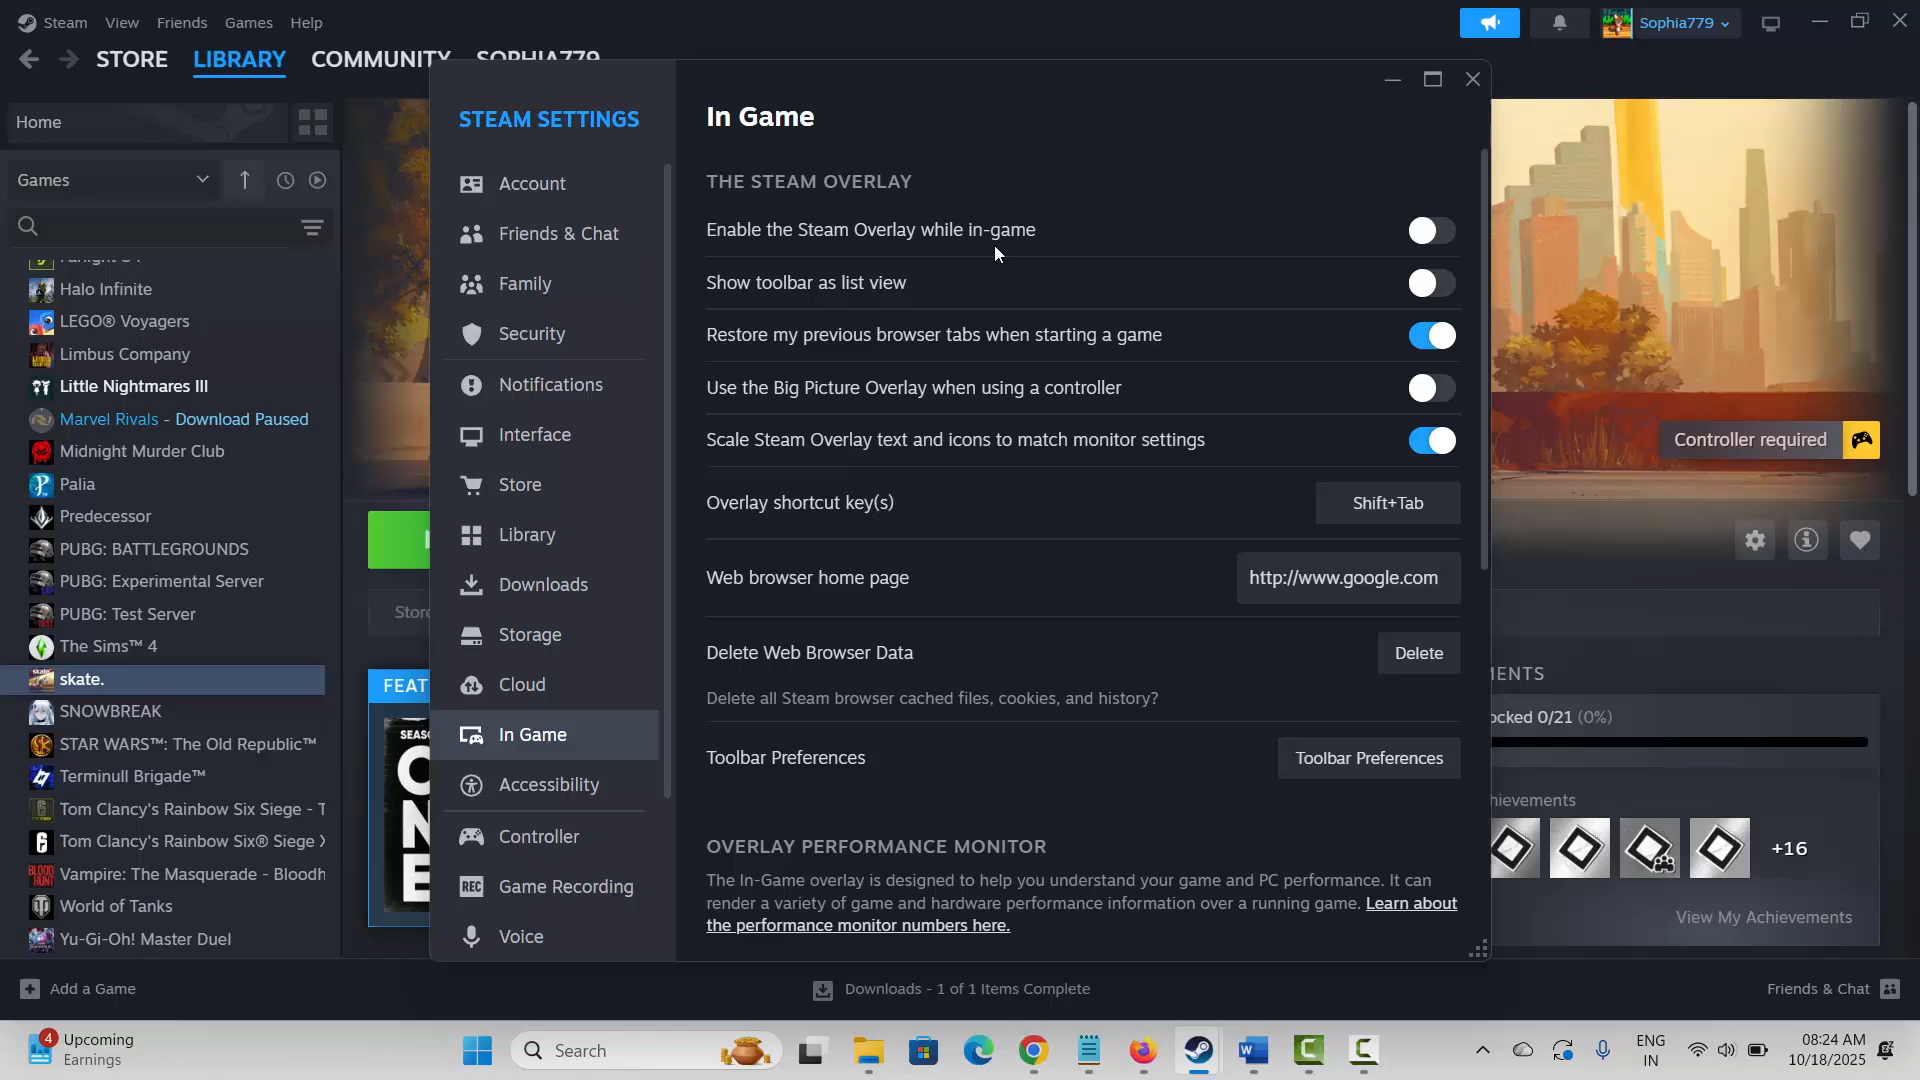 Steam View Friends Games Help
Sophia779
STORE LIBRARY COMMUNITY SOPHIA779
Home
Games
Halo Infinite
LEGO® Voyagers
Limbus Company
Little Nightmares III
Marvel Rivals - Download Paused
Midnight Murder Club
Palia
Predecessor
PUBG: BATTLEGROUNDS
PUBG: Experimental Server
PUBG: Test Server
The Sims™ 4
skate.
SNOWBREAK
STAR WARS™: The Old Republic™
Terminull Brigade™
Tom Clancy's Rainbow Six Siege - T
Tom Clancy's Rainbow Six® Siege X
Vampire: The Masquerade - Bloodh
World of Tanks
Yu-Gi-Oh! Master Duel
STEAM SETTINGS
Account
Friends & Chat
Family
Security
Notifications
Interface
Store
Library
Downloads
Storage
Cloud
In Game
Accessibility
Controller
REC Game Recording
Voice
In Game
THE STEAM OVERLAY
Enable the Steam Overlay while in-game
Show toolbar as list view
Restore my previous browser tabs when starting a game
Use the Big Picture Overlay when using a controller
Scale Steam Overlay text and icons to match monitor settings
Overlay shortcut key(s) Shift+Tab
Web browser home page http://www.google.com
Delete Web Browser Data Delete
Delete all Steam browser cached files, cookies, and history?
Toolbar Preferences Toolbar Preferences
OVERLAY PERFORMANCE MONITOR
The In-Game overlay is designed to help you understand your game and PC performance. It can
render a variety of game and hardware performance information over a running game. Learn about
the performance monitor numbers here.
Store
FEAT
SEAS
Controller required
MENTS
ocked 0/21 (0%)
hievements
+16
View My Achievements
Add a Game
Downloads - 1 of 1 Items Complete
Friends & Chat
4
Upcoming
Earnings
Search
ENG
IN
08:24 AM
10/18/2025